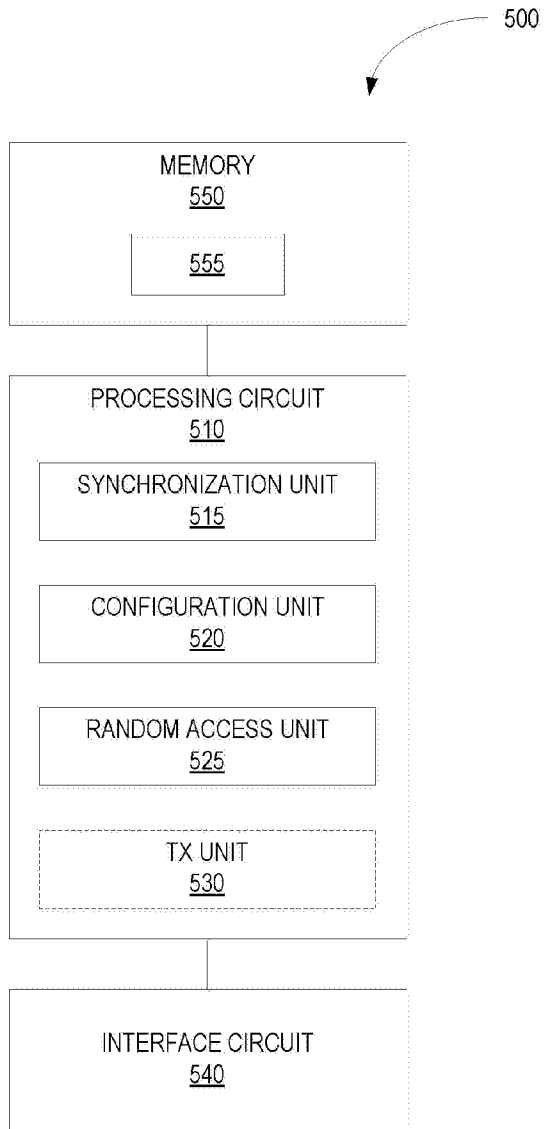 500
MEMORY
550
555
PROCESSING CIRCUIT
510
SYNCHRONIZATION UNIT
515
CONFIGURATION UNIT
520
RANDOM ACCESS UNIT
525
TX UNIT
530
INTERFACE CIRCUIT
540